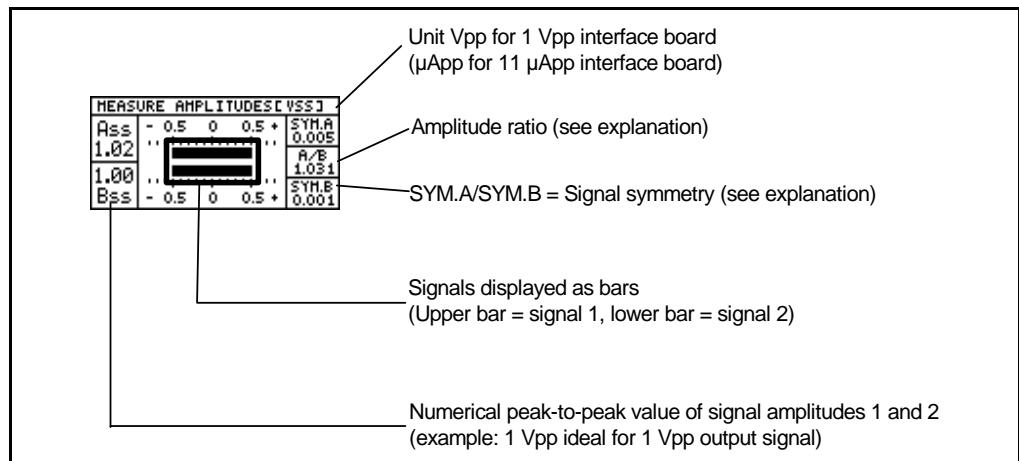 Unit Vpp for 1 Vpp interface board
(µApp for 11 µApp interface board)
MEASURE AMPLITUDES[VSS]
Ass
1.02
1.00
Bss
- 0.5 0 0.5 +
- 0.5 0 0.5 +
SYM.A
0.005
A/B
1.031
SYM.B
0.001
Amplitude ratio (see explanation)
SYM.A/SYM.B = Signal symmetry (see explanation)
Signals displayed as bars
(Upper bar = signal 1, lower bar = signal 2)
Numerical peak-to-peak value of signal amplitudes 1 and 2
(example: 1 Vpp ideal for 1 Vpp output signal)